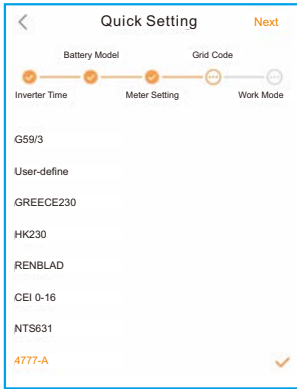 Quick Setting Next
Battery Model Grid Code
Inverter Time Meter Setting Work Mode
G59/3
User-define
GREECE230
HK230
RENBLAD
CEI 0-16
NTS631
4777-A